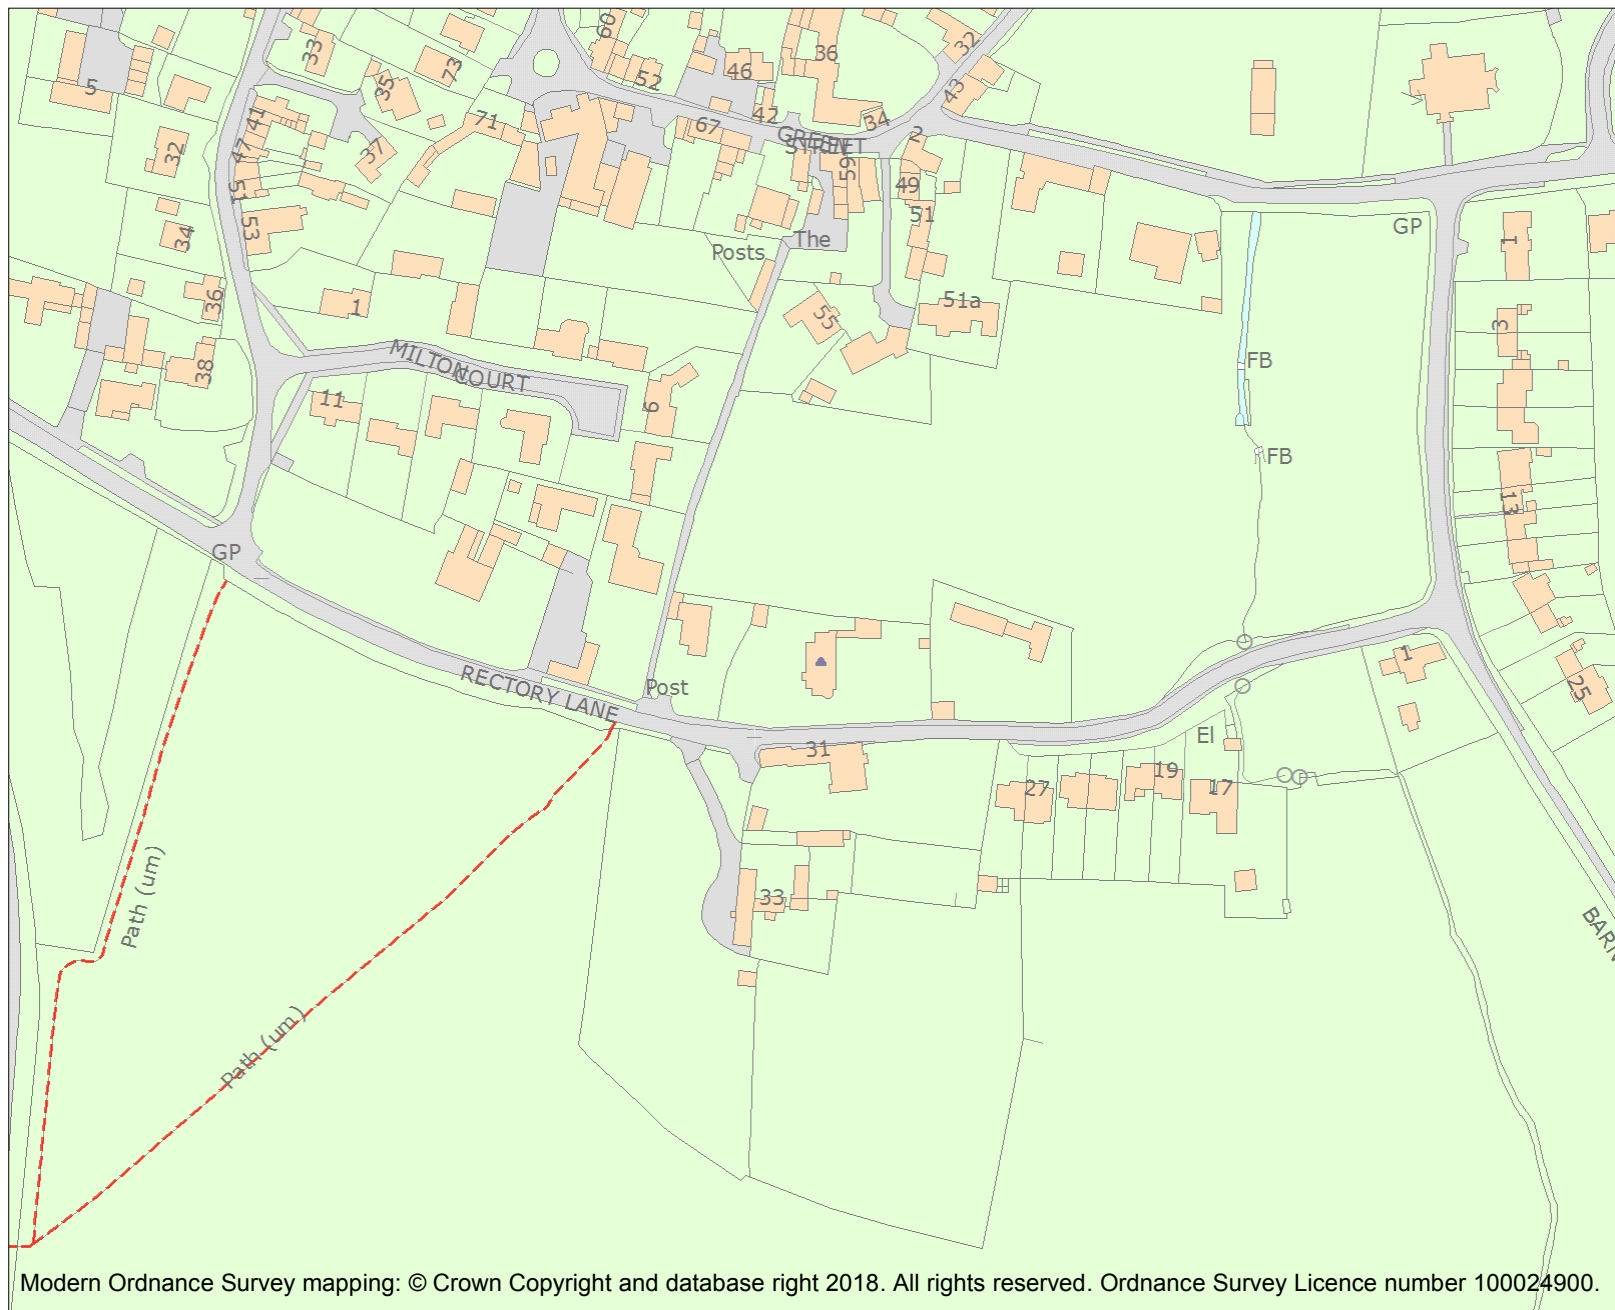 60
33
73
5
35
52
46
36
32
43
71
41
42
67
34
2
GREEN
STREET
32
47
37
59
49
51
51
53
34
The
Posts
GP
1
36
1
51a
55
3
38
MILTON
COURT
FB
11
6
FB
13
GP
1
25
RECTORY LANE
Post
31
El
27
19
17
33
Path (um)
BARN
Path (um)
Modern Ordnance Survey mapping: © Crown Copyright and database right 2018. All rights reserved. Ordnance Survey Licence number 100024900.